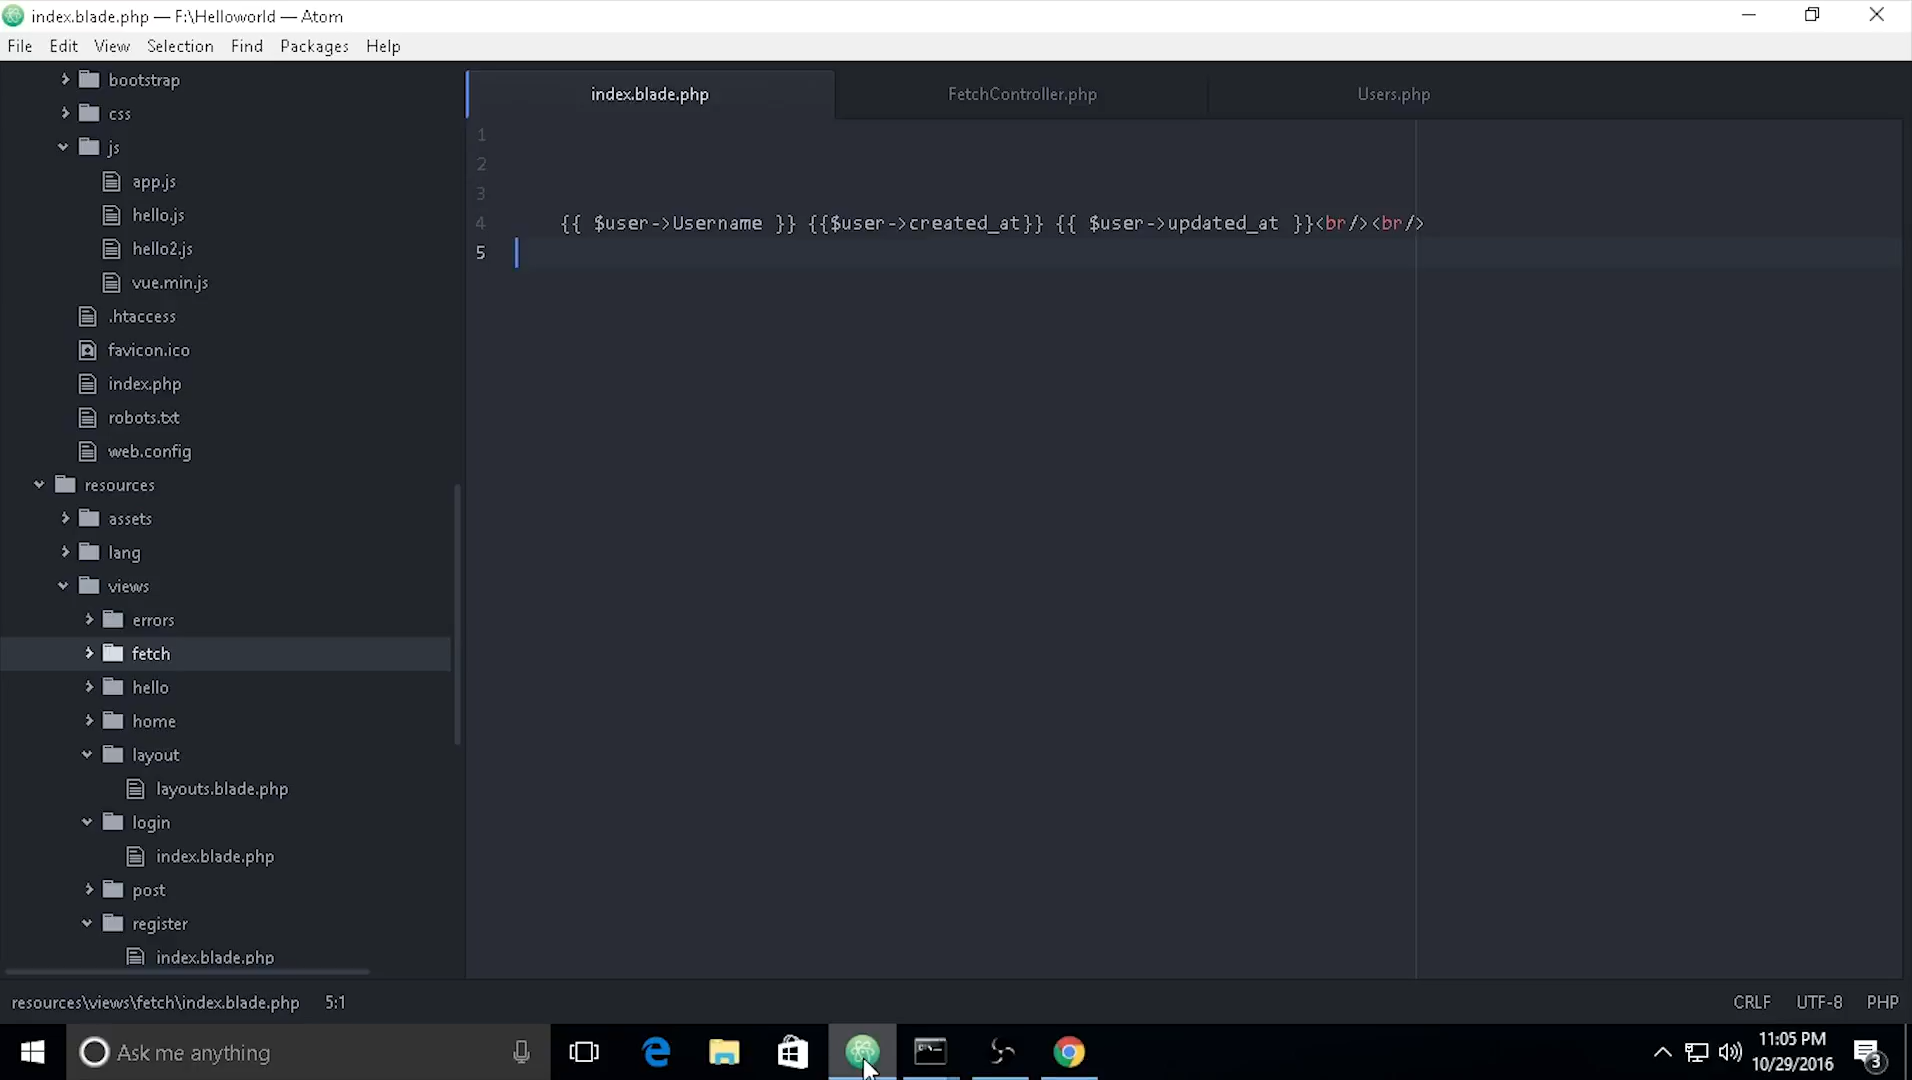 index.blade.php — F:\Helloworld — Atom
File Edit View Selection Find Packages Help
bootstrap
css
js
app.js
hello.js
hello2.js
vue.min.js
.htaccess
favicon.ico
index.php
robots.txt
web.config
resources
assets
lang
views
errors
fetch
hello
home
layout
layouts.blade.php
login
index.blade.php
post
register
index.blade.php
index.blade.php FetchController.php Users.php
1
2
3
4 {{ $user->Username }} {{$user->created_at}} {{ $user->updated_at }}<br/><br/>
5
resources\views\fetch\index.blade.php 5:1 CRLF UTF-8 PHP
Ask me anything
11:05 PM
10/29/2016
3